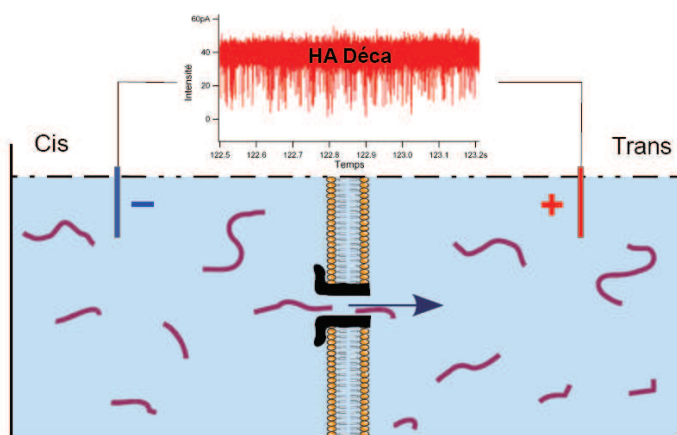 60pA
40
20
0
Intensité
HA Déca
122.5 122.6 122.7 122.8 122.9 123.0 123.1 123.2s
Temps
Cis
Trans
−
+